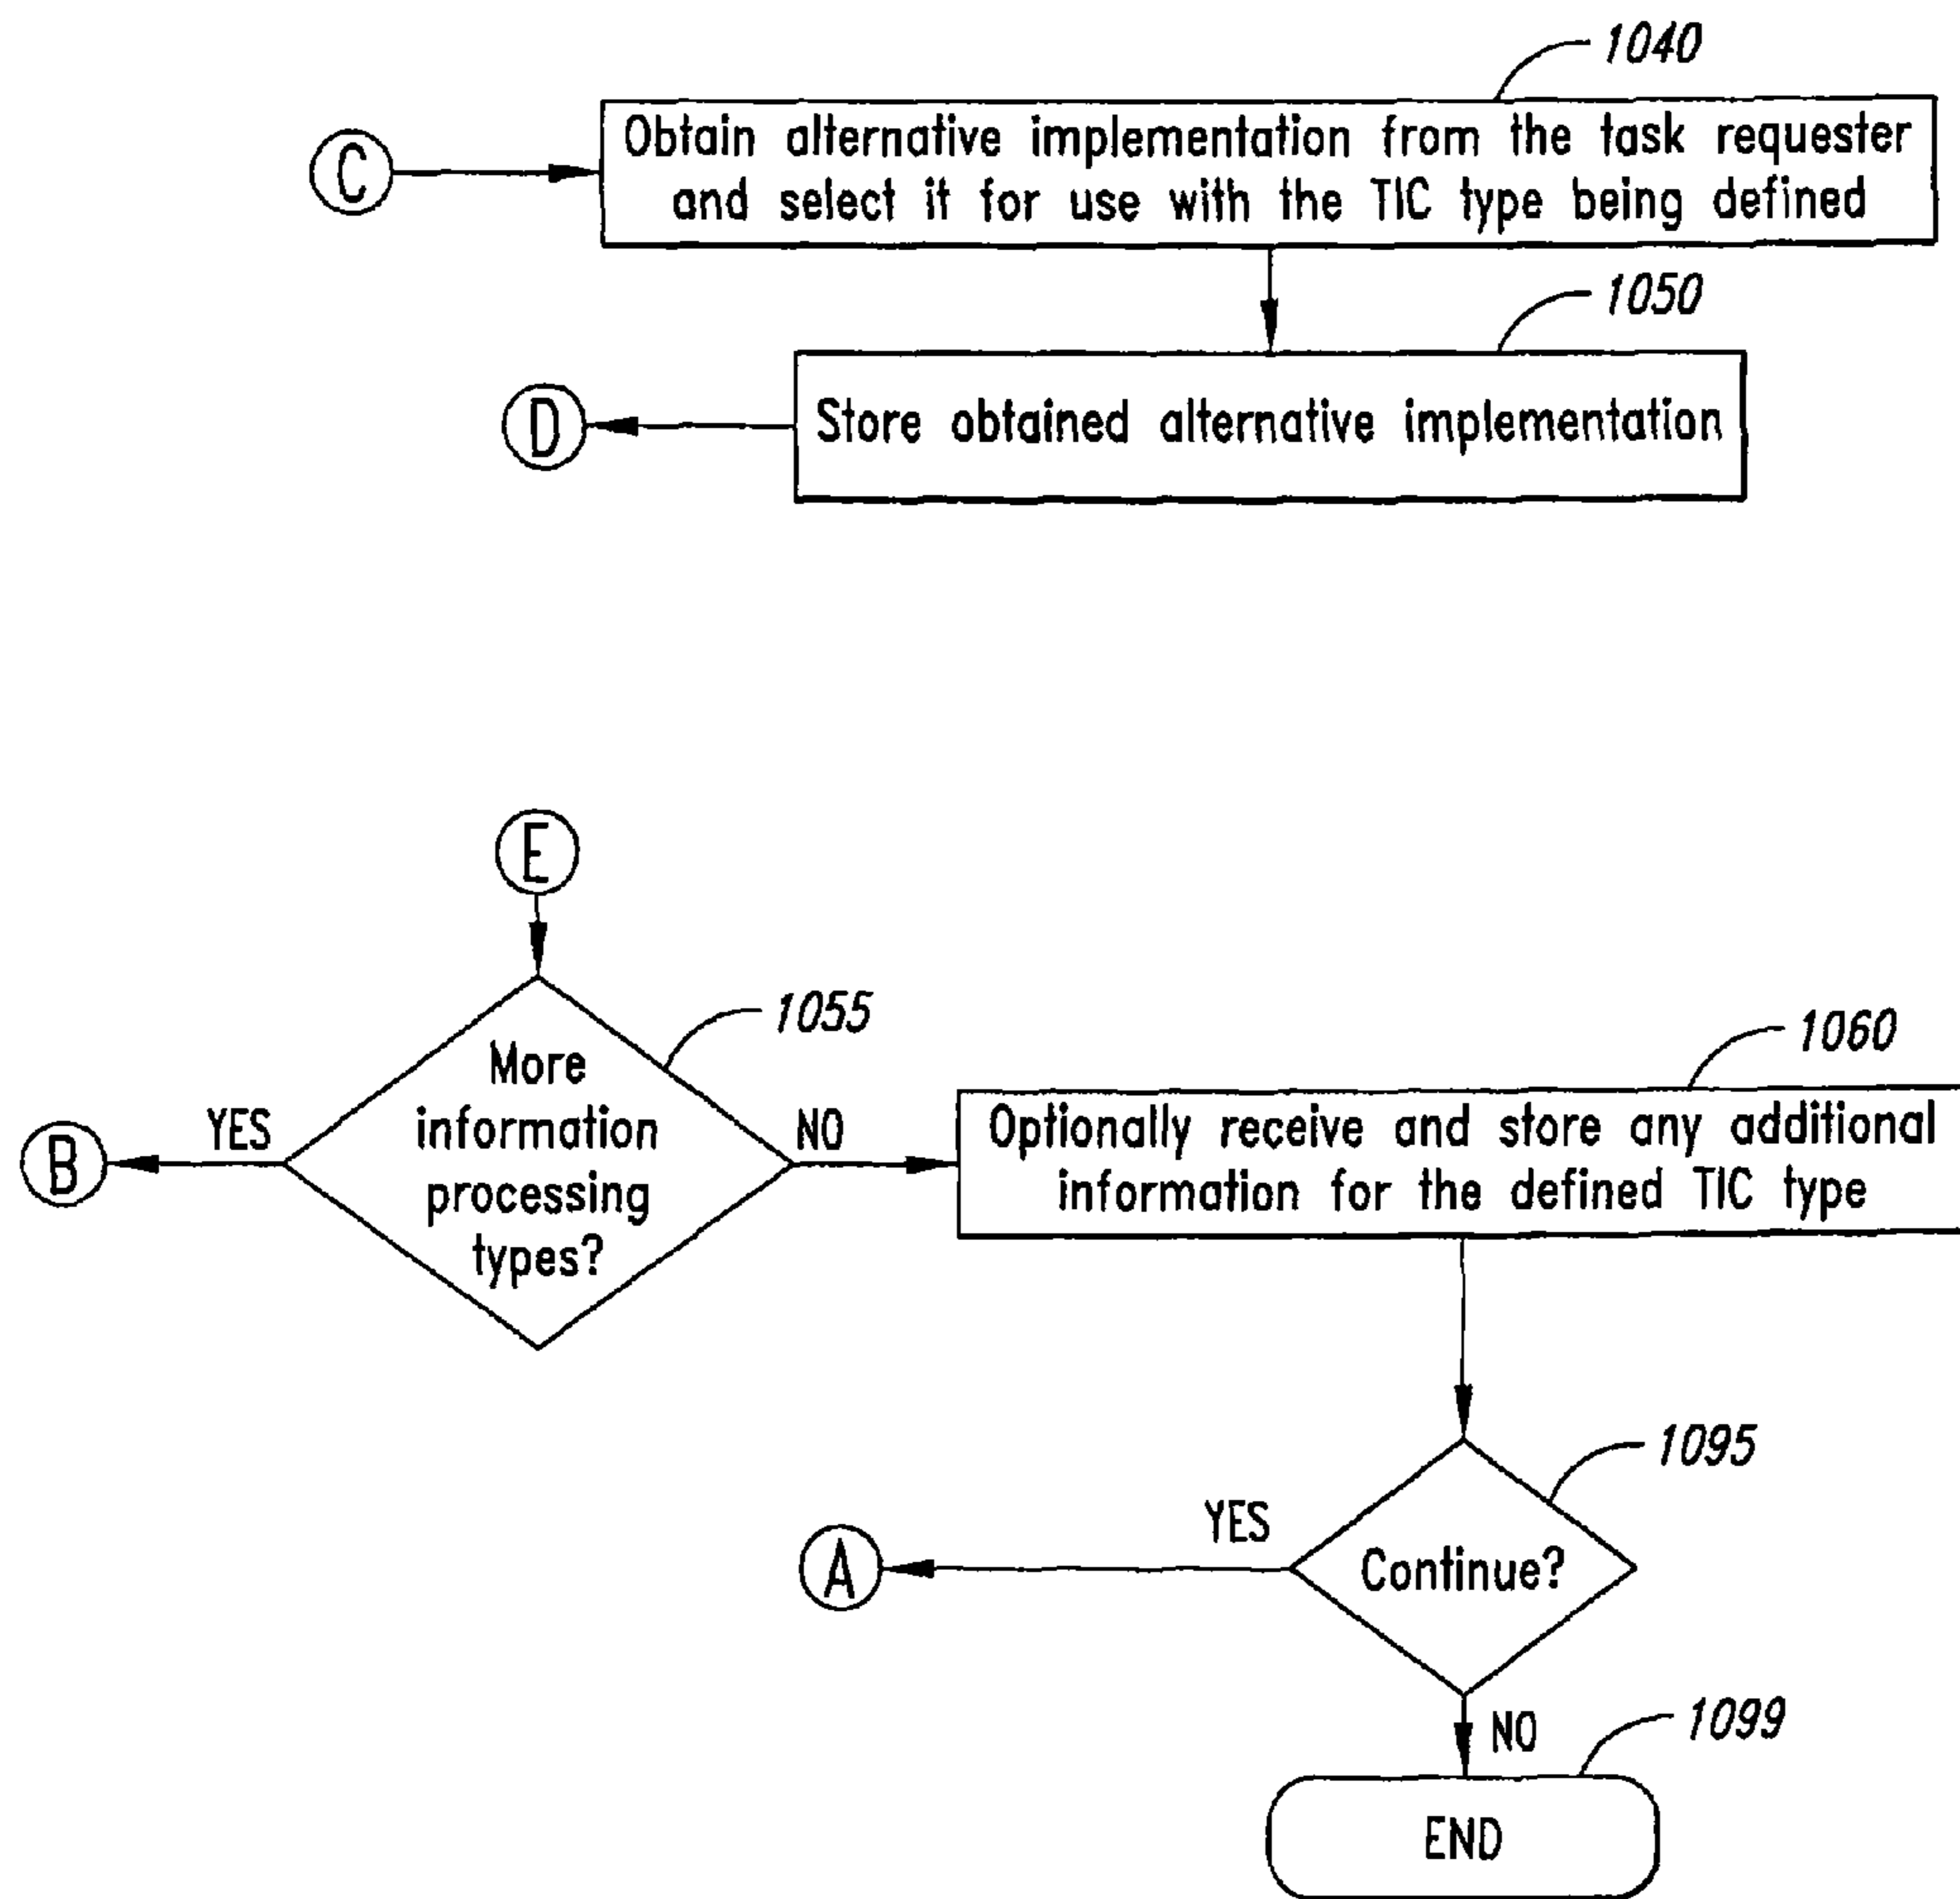 1040
C
Obtain alternative implementation from the task requester
and select it for use with the TIC type being defined
1050
D
Store obtained alternative implementation
E
1055
More
information
processing
types?
YES
B
NO
1060
Optionally receive and store any additional
information for the defined TIC type
1095
YES
A
Continue?
NO
1099
END